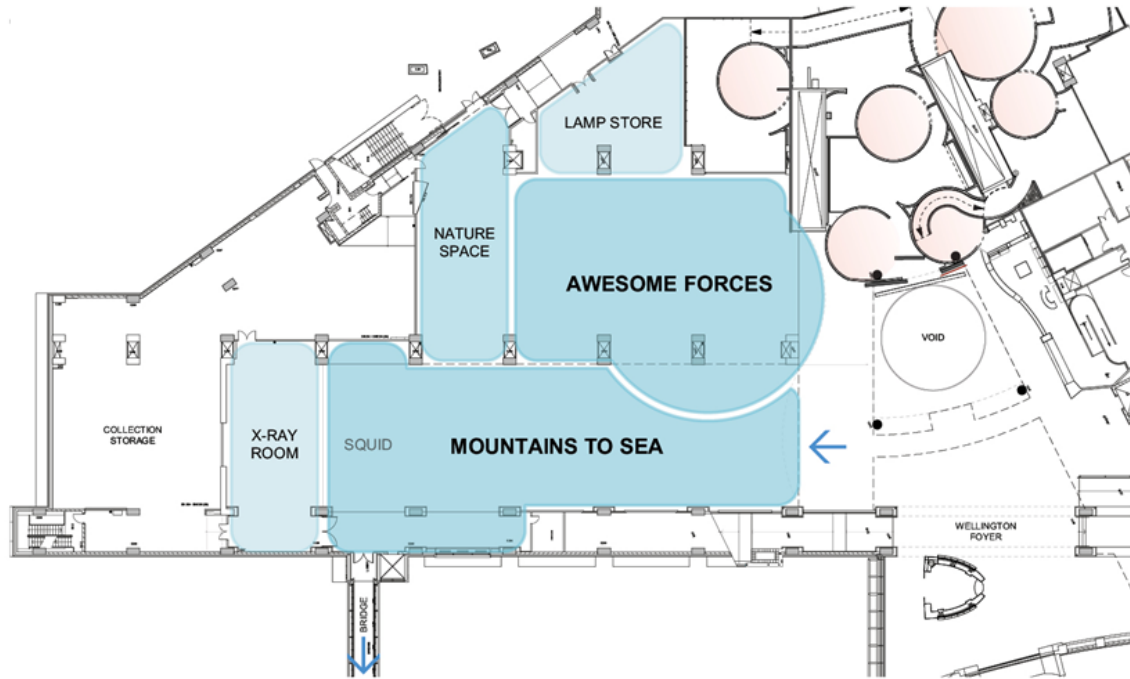 LAMP STORE
NATURE
SPACE
AWESOME FORCES
VOID
COLLECTION
STORAGE
X-RAY
ROOM
SQUID
MOUNTAINS TO SEA
WELLINGTON
FOYER
BRIDGE